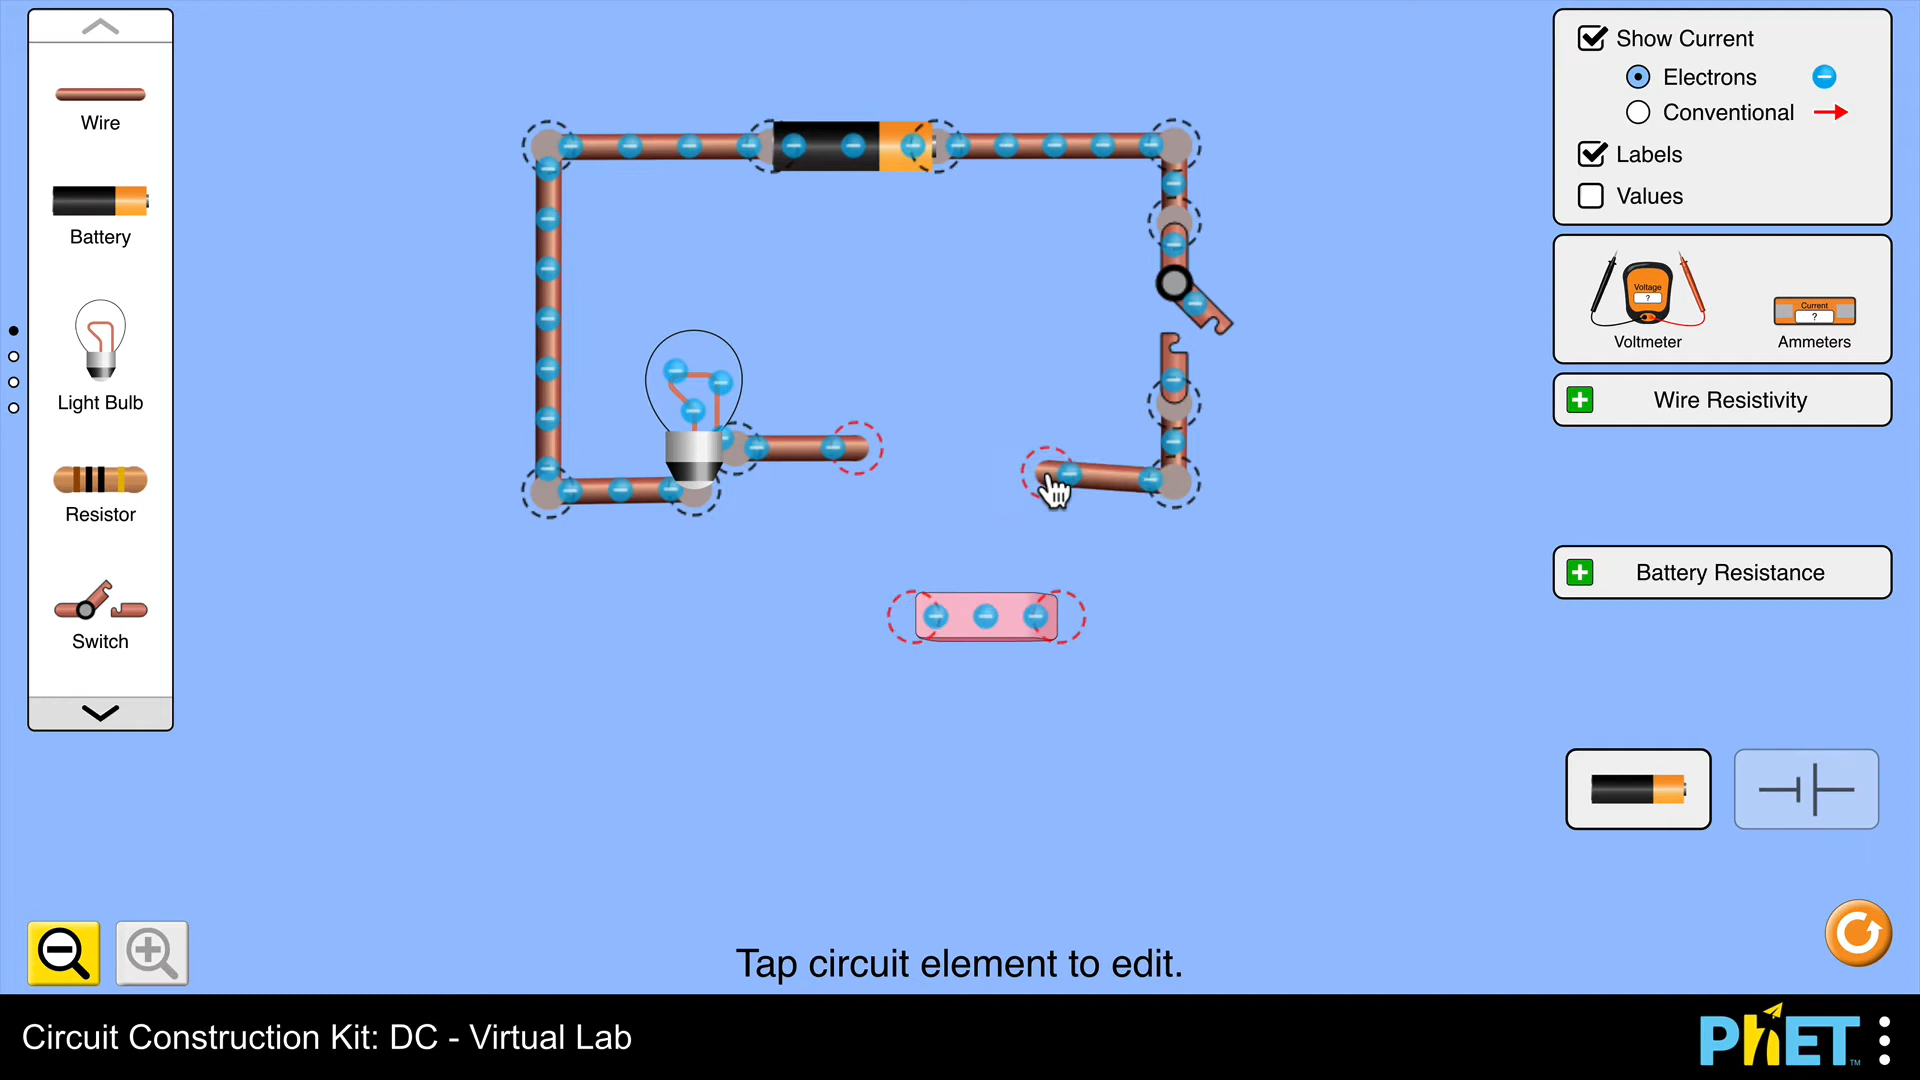 Wire
Battery
Light Bulb
Resistor
Switch
Show Current
Electrons
Conventional
Labels
Values
Voltage
?
Voltmeter
Current
?
Ammeters
Wire Resistivity
Battery Resistance
Tap circuit element to edit.
Circuit Construction Kit: DC - Virtual Lab
PhET™